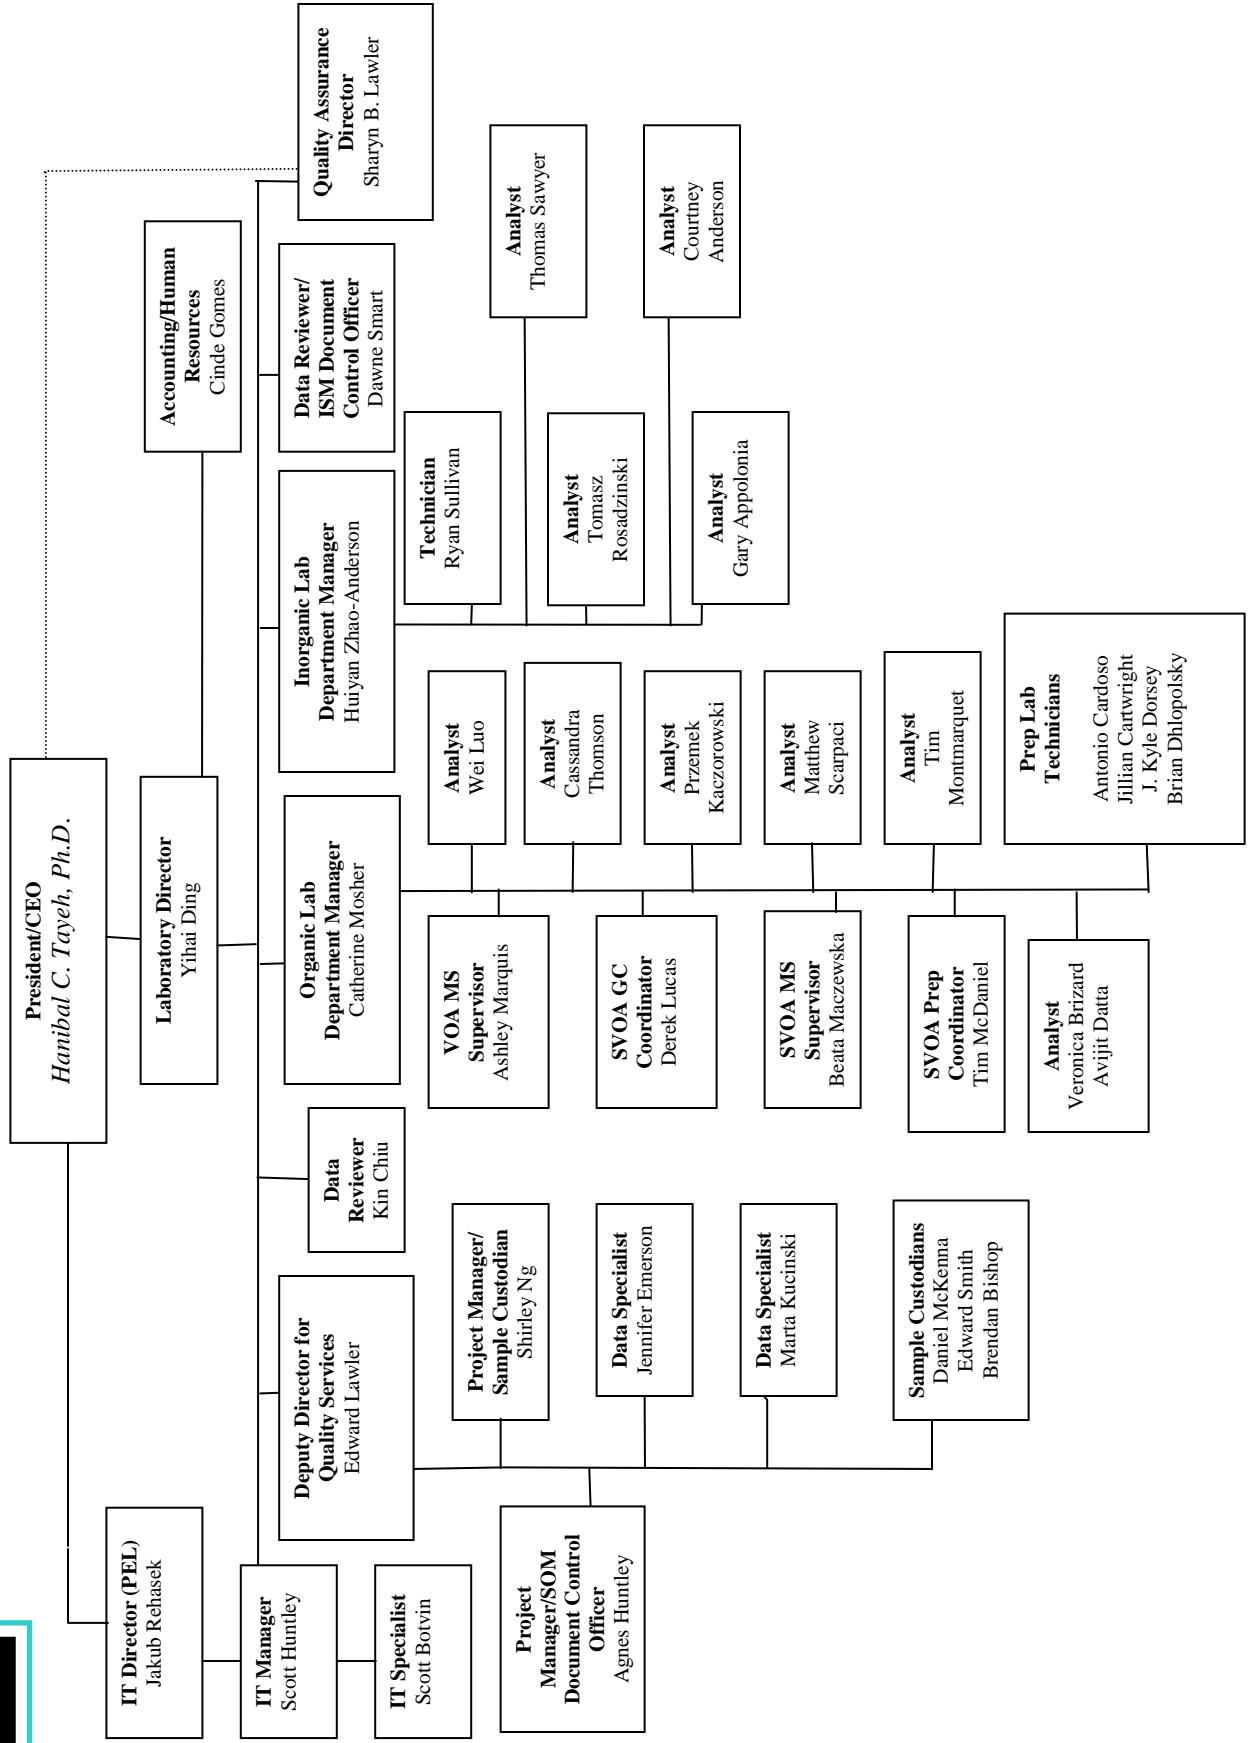 President/CEO
Hanibal C. Tayeh, Ph.D.
IT Director (PEL)
Jakub Rehasek
Laboratory Director
Yihai Ding
Accounting/Human
Resources
Cinde Gomes
IT Manager
Scott Huntley
Deputy Director for
Quality Services
Edward Lawler
Data
Reviewer
Kin Chiu
Organic Lab
Department Manager
Catherine Mosher
Inorganic Lab
Department Manager
Huiyan Zhao-Anderson
Data Reviewer/
ISM Document
Control Officer
Dawne Smart
Quality Assurance
Director
Sharyn B. Lawler
IT Specialist
Scott Botvin
Project
Manager/SOM
Document Control
Officer
Agnes Huntley
Project Manager/
Sample Custodian
Shirley Ng
Data Specialist
Jennifer Emerson
Data Specialist
Marta Kucinski
Sample Custodians
Daniel McKenna
Edward Smith
Brendan Bishop
VOA MS
Supervisor
Ashley Marquis
SVOA GC
Coordinator
Derek Lucas
SVOA MS
Supervisor
Beata Maczewska
SVOA Prep
Coordinator
Tim McDaniel
Analyst
Veronica Brizard
Avijit Datta
Analyst
Wei Luo
Analyst
Cassandra
Thomson
Analyst
Przemek
Kaczorowski
Analyst
Matthew
Scarpaci
Analyst
Tim
Montmarquet
Prep Lab
Technicians
Antonio Cardoso
Jillian Cartwright
J. Kyle Dorsey
Brian Dhlopolsky
Technician
Ryan Sullivan
Analyst
Tomasz
Rosadzinski
Analyst
Gary Appolonia
Analyst
Thomas Sawyer
Analyst
Courtney
Anderson